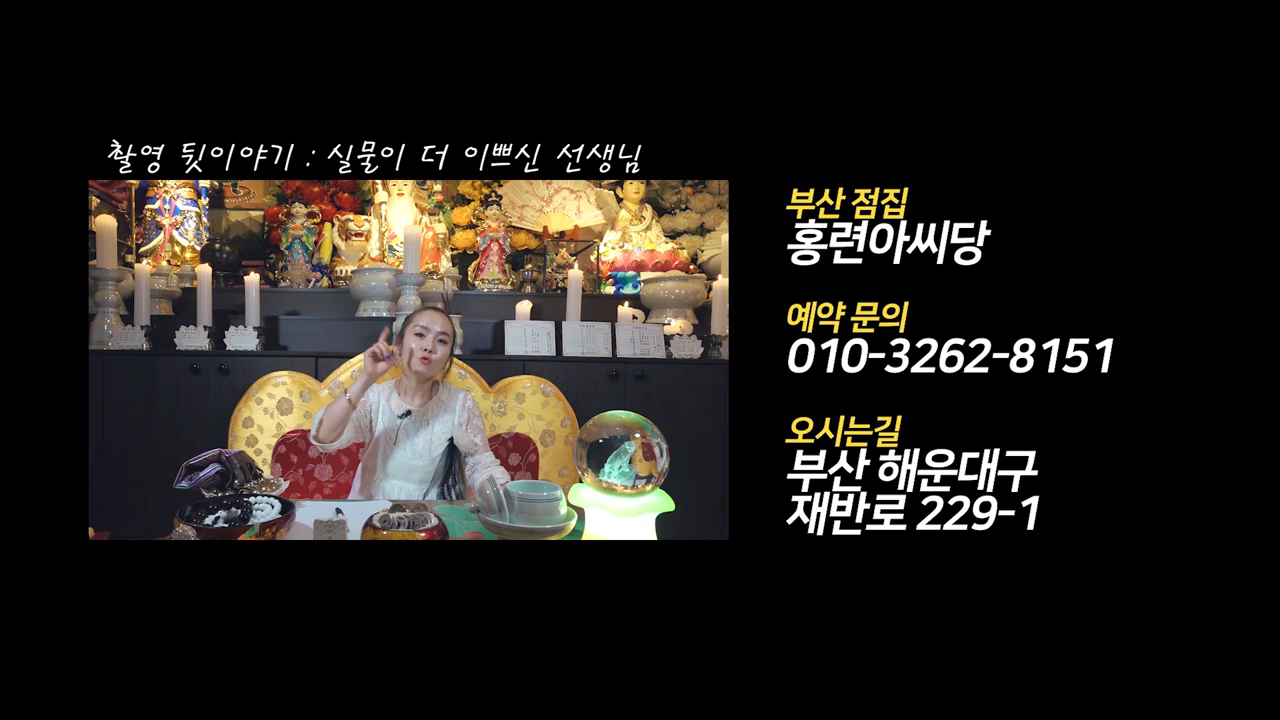 촬영 뒷이야기 : 실물이 더 이쁘신 선생님
부산 점집
홍련아씨당
예약 문의
010-3262-8151
오시는길
부산 해운대구
재반로 229-1